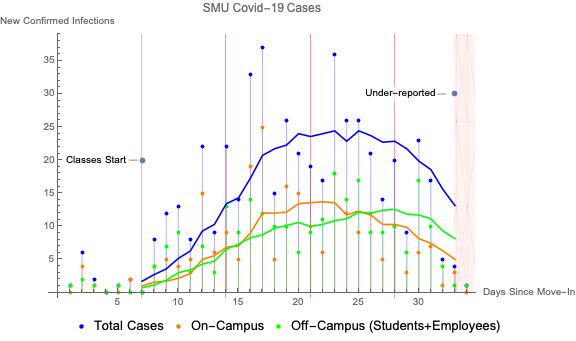 SMU Covid-19 Cases
New Confirmed Infections
35
30
25
20
15
10
5
Under-reported
Classes Start
5 10 15 20 25 30
Days Since Move-In
Total Cases On-Campus Off-Campus (Students+Employees)